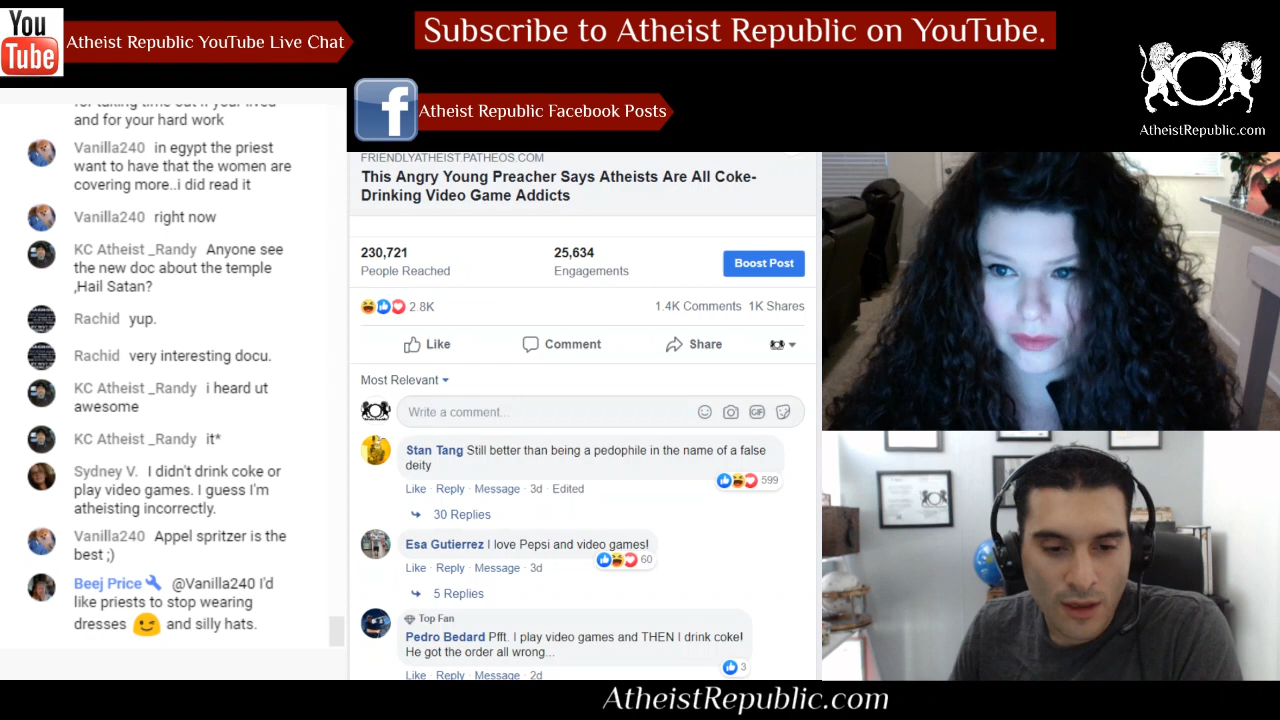 You
Tube
Atheist Republic YouTube Live Chat
Subscribe to Atheist Republic on YouTube.
AtheistRepublic.com
f
Atheist Republic Facebook Posts
for taking time out if your lived
and for your hard work
Vanilla240 in egypt the priest
want to have that the women are
covering more..i did read it
Vanilla240 right now
KC Atheist _Randy Anyone see
the new doc about the temple
,Hail Satan?
Rachid yup.
Rachid very interesting docu.
KC Atheist _Randy i heard ut
awesome
KC Atheist _Randy it*
Sydney V. I didn't drink coke or
play video games. I guess I'm
atheisting incorrectly.
Vanilla240 Appel spritzer is the
best ;)
Beej Price @Vanilla240 I'd
like priests to stop wearing
dresses 😉 and silly hats.
FRIENDLYATHEIST.PATHEOS.COM
This Angry Young Preacher Says Atheists Are All Coke-
Drinking Video Game Addicts
230,721 25,634
People Reached Engagements Boost Post
2.8K 1.4K Comments 1K Shares
Like Comment Share
Most Relevant
Write a comment... GIF
Stan Tang Still better than being a pedophile in the name of a false
deity
599
Like · Reply · Message · 3d · Edited
30 Replies
Esa Gutierrez I love Pepsi and video games!
60
Like · Reply · Message · 3d
5 Replies
Top Fan
Pedro Bedard Pfft. I play video games and THEN I drink coke!
He got the order all wrong...
3
Like · Reply · Message · 2d
AtheistRepublic.com